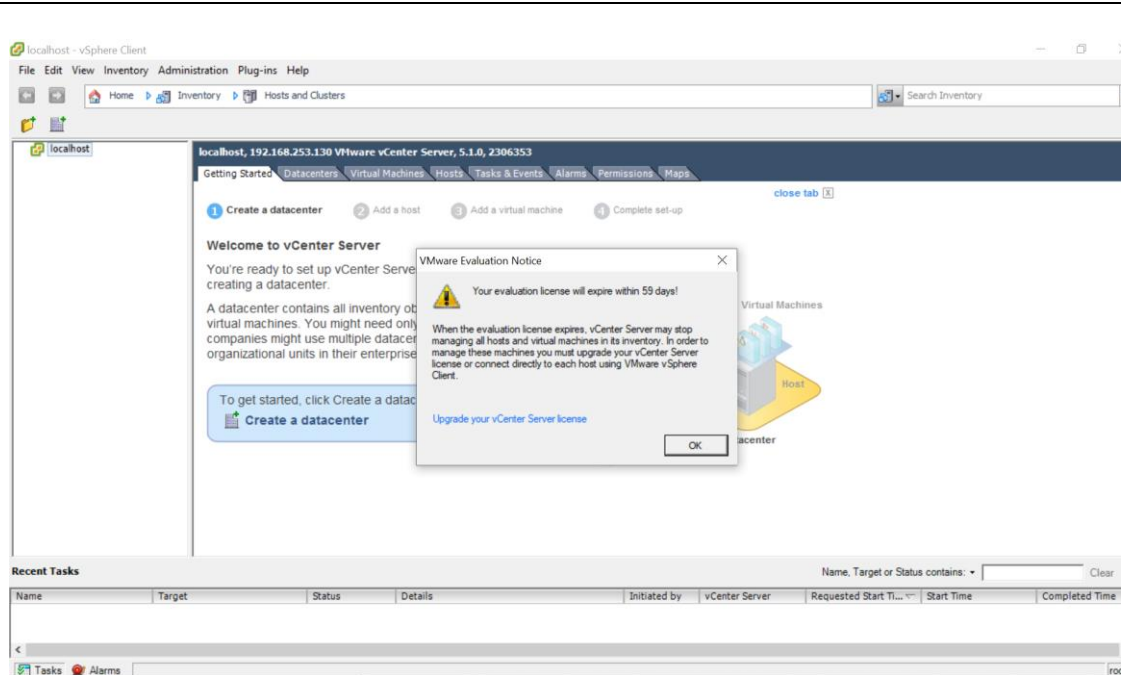 localhost - vSphere Client
File Edit View Inventory Administration Plug-ins Help
Home Inventory Hosts and Clusters
Search Inventory
localhost
localhost, 192.168.253.130 VMware vCenter Server, 5.1.0, 2306353
Getting Started Datacenters Virtual Machines Hosts Tasks & Events Alarms Permissions Maps
close tab
1 Create a datacenter 2 Add a host 3 Add a virtual machine 4 Complete set-up
Welcome to vCenter Server
You're ready to set up vCenter Serve
creating a datacenter.
A datacenter contains all inventory ob
virtual machines. You might need only
companies might use multiple datacer
organizational units in their enterprise
To get started, click Create a datac
Create a datacenter
Virtual Machines
Host
acenter
VMware Evaluation Notice
Your evaluation license will expire within 59 days!
When the evaluation license expires, vCenter Server may stop
managing all hosts and virtual machines in its inventory. In order to
manage these machines you must upgrade your vCenter Server
license or connect directly to each host using VMware vSphere
Client.
Upgrade your vCenter Server license
OK
Recent Tasks
Name, Target or Status contains: Clear
Name Target Status Details Initiated by vCenter Server Requested Start Ti... Start Time Completed Time
Tasks Alarms roo